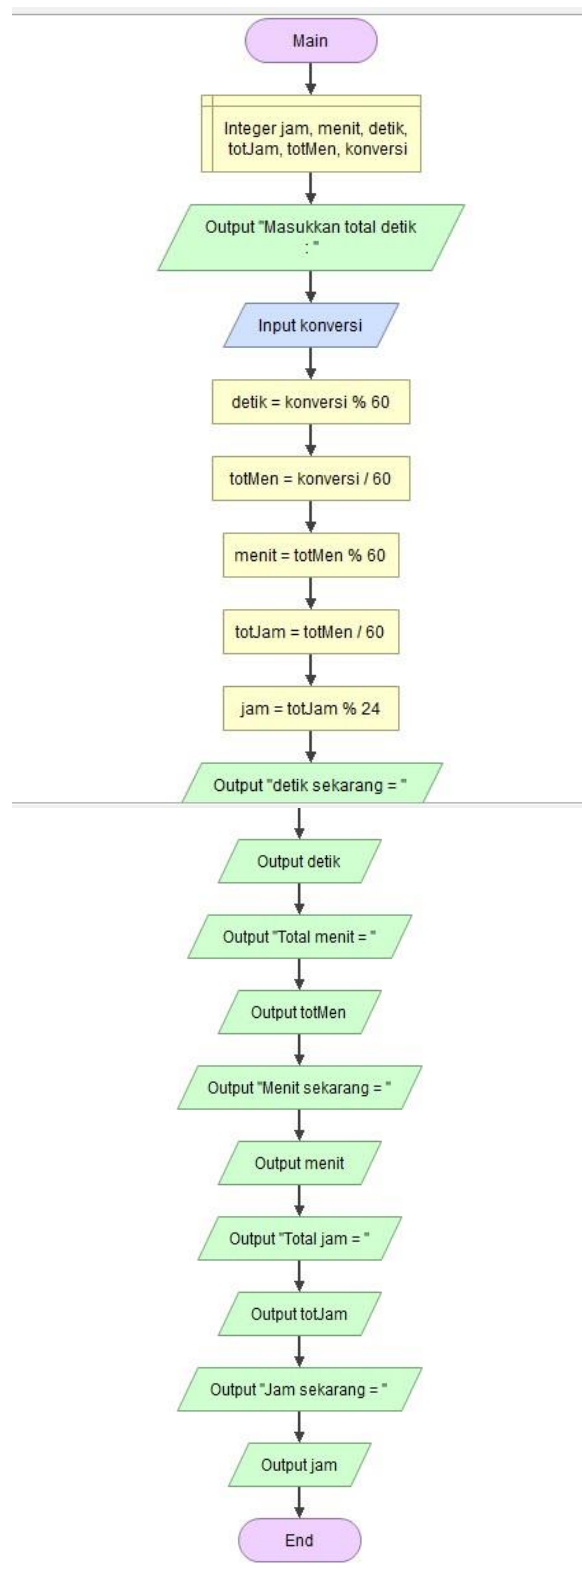 Main
Integer jam, menit, detik,
totJam, totMen, konversi
Output "Masukkan total detik
: "
Input konversi
detik = konversi % 60
totMen = konversi / 60
menit = totMen % 60
totJam = totMen / 60
jam = totJam % 24
Output "detik sekarang = "
Output detik
Output "Total menit = "
Output totMen
Output "Menit sekarang = "
Output menit
Output "Total jam = "
Output totJam
Output "Jam sekarang = "
Output jam
End